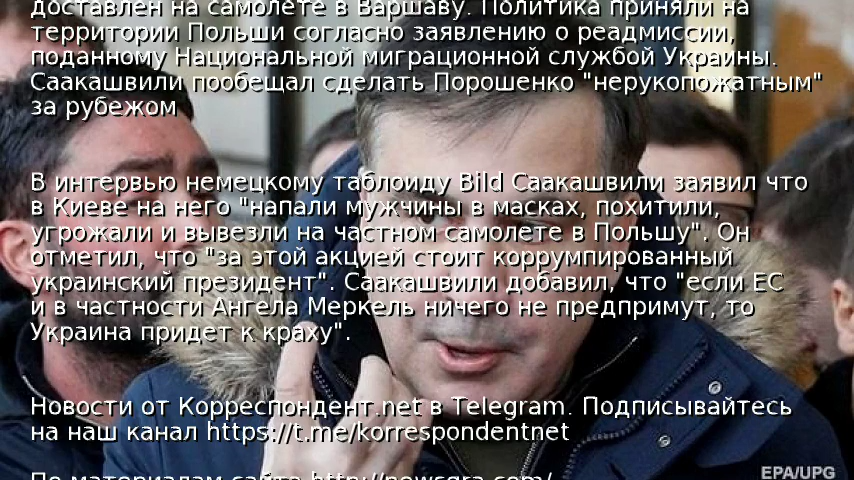 доставлен на самолете в Варшаву. Политика приняли на
территории Польши согласно заявлению о реадмиссии,
поданному Национальной миграционной службой Украины.
Саакашвили пообещал сделать Порошенко "нерукопожатным"
за рубежом
В интервью немецкому таблоиду Bild Саакашвили заявил что
в Киеве на него "напали мужчины в масках, похитили,
угрожали и вывезли на частном самолете в Польшу". Он
отметил, что "за этой акцией стоит коррумпированный
украинский президент". Саакашвили добавил, что "если ЕС
и в частности Ангела Меркель ничего не предпримут, то
Украина придет к краху".
Новости от Корреспондент.net в Telegram. Подписывайтесь
на наш канал https://t.me/korrespondentnet
По материалам сайта http://newsgra.com/
EPA/UPG